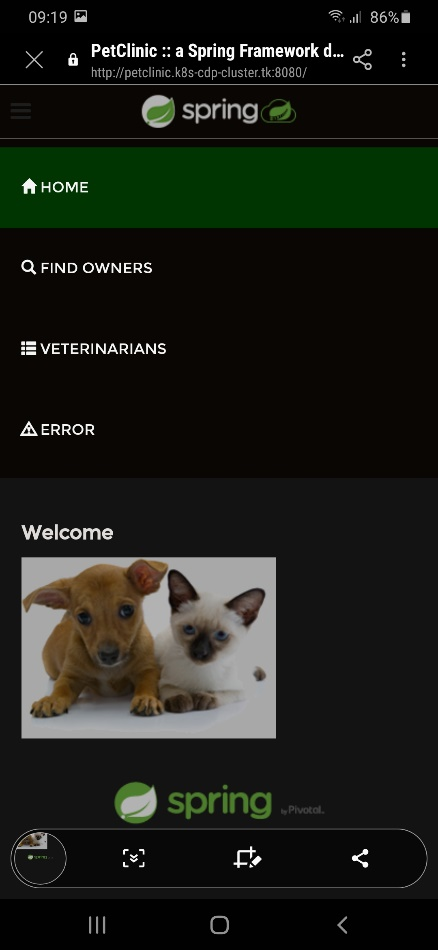 09:19 86%
PetClinic :: a Spring Framework d...
http://petclinic.k8s-cdp-cluster.tk:8080/
spring
HOME
FIND OWNERS
VETERINARIANS
ERROR
Welcome
spring by Pivotal.